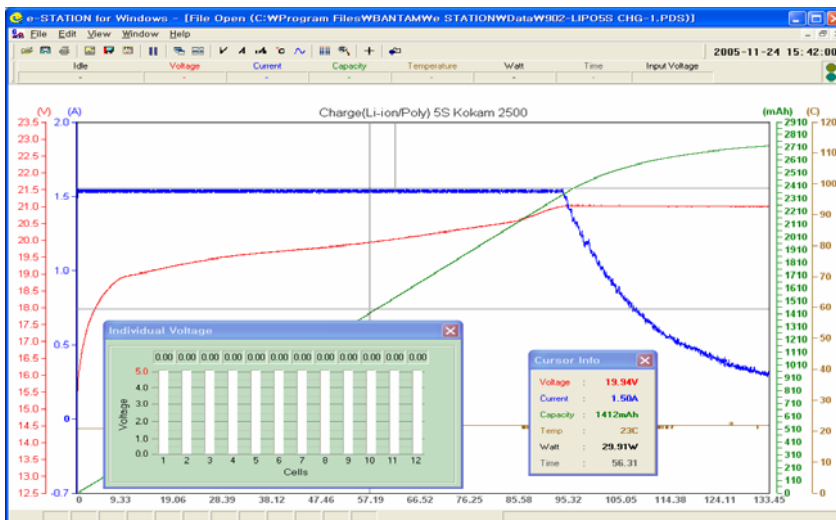 e-STATION for Windows - [File Open (C:₩Program Files₩BANTAM₩e STATION₩Data₩902-LIPO5S CHG-1.PDS)]
File Edit View Window Help
2005-11-24 15:42:00
Idle Voltage Current Capacity Temperature Watt Time Input Voltage
- - - - - - - -
(V) (A) Charge(Li-ion/Poly) 5S Kokam 2500 (mAh) (C)
23.5 2.0 2910 120
23.0 2810
22.5 2710 110
22.0 2610
21.5 2510 100
21.0 1.5 2410
20.5 2310 90
20.0 2210
19.5 2110 80
19.0 1.0 2010
18.5 1910 70
18.0 1810
17.5 1710 60
17.0 0.5 1610
16.5 1510 50
16.0 1410
15.5 1310 40
15.0 0 1210
14.5 1110 30
14.0 1010
13.5 910 20
13.0 810
12.5 -0.7 710 10
610
510
410
310
210
110
10 0
Individual Voltage
0.00 0.00 0.00 0.00 0.00 0.00 0.00 0.00 0.00 0.00 0.00 0.00
5.0
4.0
3.0
2.0
1.0
0.0
Voltage
1 2 3 4 5 6 7 8 9 10 11 12
Cells
Cursor Info
Voltage : 19.94V
Current : 1.50A
Capacity : 1412mAh
Temp : 23C
Watt : 29.91W
Time : 56.31
0 9.33 19.06 28.39 38.12 47.46 57.19 66.52 76.25 85.58 95.32 105.05 114.38 124.11 133.45